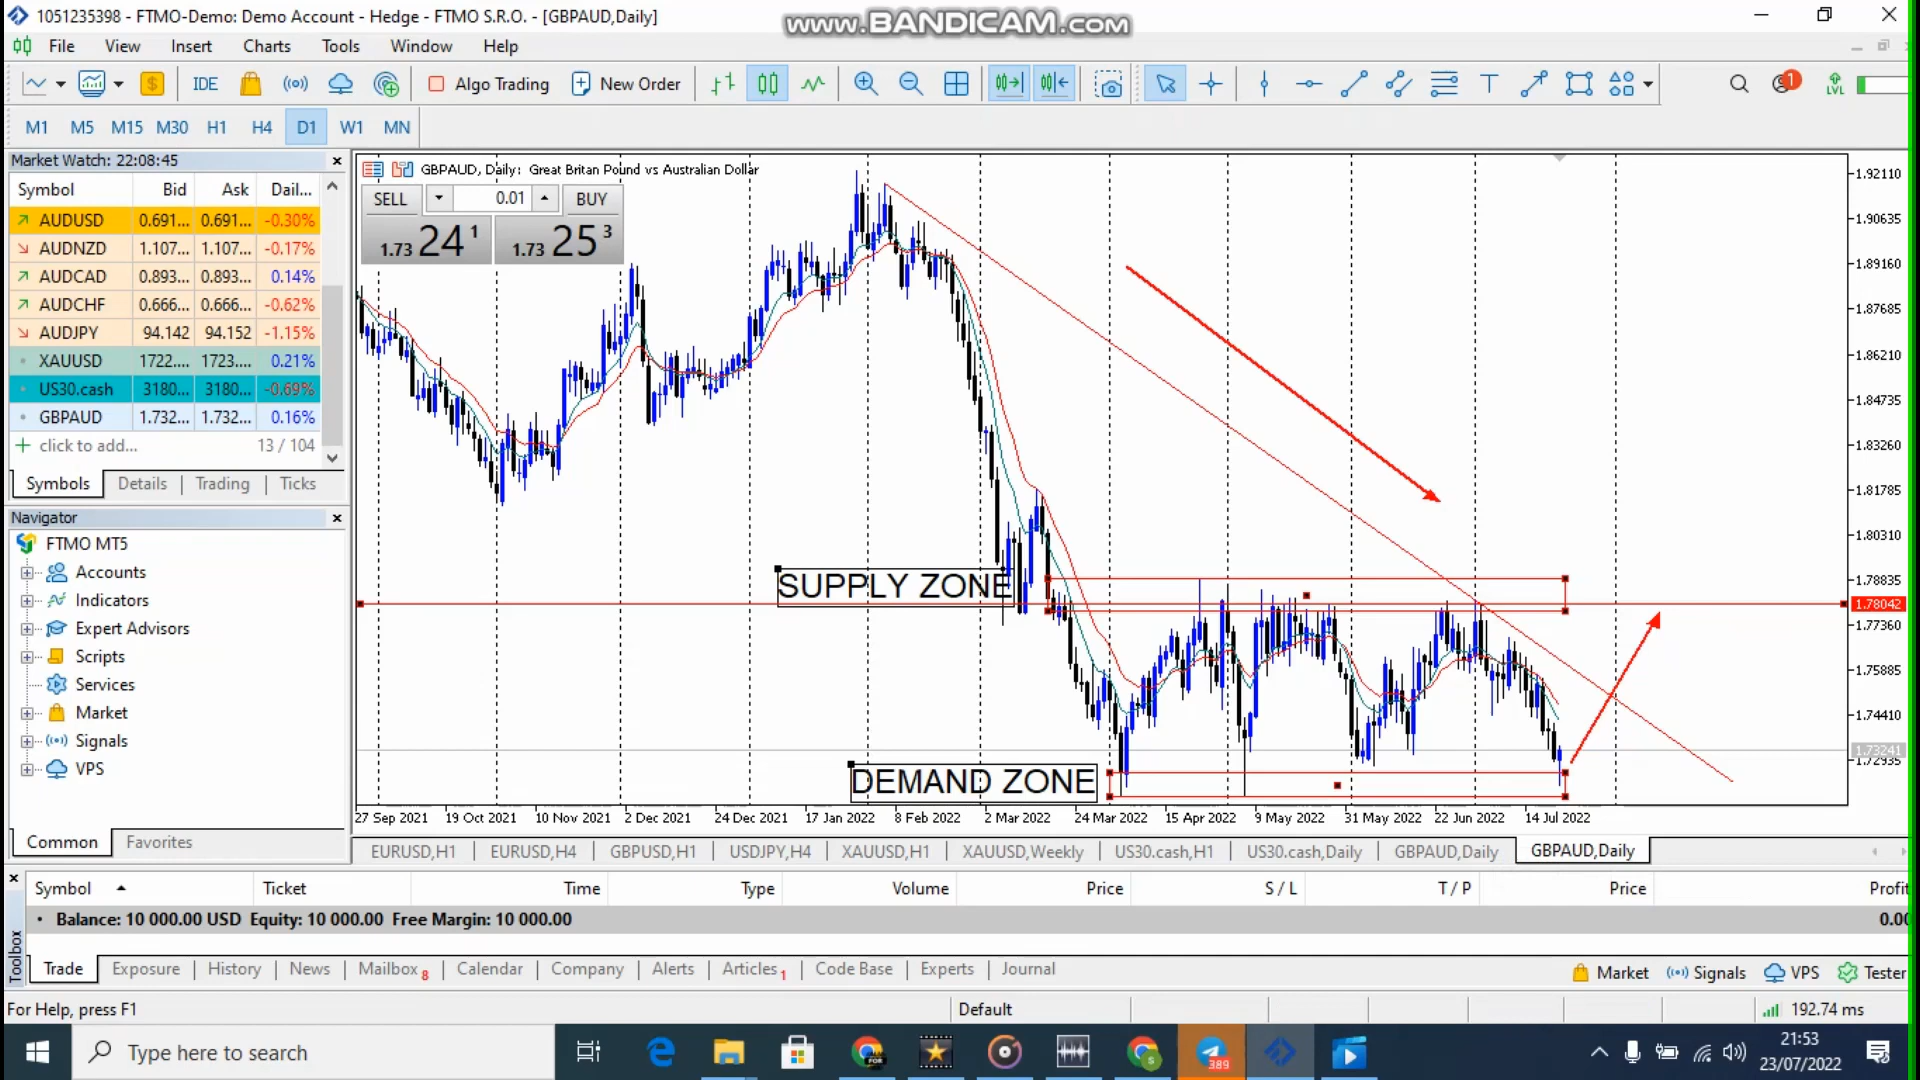 1051235398 - FTMO-Demo: Demo Account - Hedge - FTMO S.R.O. - [GBPAUD,Daily]
www.BANDICAM.com
File View Insert Charts Tools Window Help
IDE Algo Trading New Order 1 LVL
M1 M5 M15 M30 H1 H4 D1 W1 MN
Market Watch: 22:08:45
Symbol Bid Ask Dail...
AUDUSD 0.691... 0.691... -0.30%
AUDNZD 1.107... 1.107... -0.17%
AUDCAD 0.893... 0.893... 0.14%
AUDCHF 0.666... 0.666... -0.62%
AUDJPY 94.142 94.152 -1.15%
XAUUSD 1722.... 1723.... 0.21%
US30.cash 3180... 3180... -0.69%
GBPAUD 1.732... 1.732... 0.16%
click to add... 13 / 104
Symbols Details Trading Ticks
Navigator
FTMO MT5
Accounts
Indicators
Expert Advisors
Scripts
Services
Market
Signals
VPS
Common Favorites
GBPAUD, Daily: Great Britan Pound vs Australian Dollar
SELL 0.01 BUY
1.73 24 1 1.73 25 3
SUPPLY ZONE
DEMAND ZONE
1.92110
1.90635
1.89160
1.87685
1.86210
1.84735
1.83260
1.81785
1.80310
1.78835
1.78042
1.77360
1.75885
1.74410
1.73241
1.72935
27 Sep 2021 19 Oct 2021 10 Nov 2021 2 Dec 2021 24 Dec 2021 17 Jan 2022 8 Feb 2022 2 Mar 2022 24 Mar 2022 15 Apr 2022 9 May 2022 31 May 2022 22 Jun 2022 14 Jul 2022
EURUSD,H1 EURUSD,H4 GBPUSD,H1 USDJPY,H4 XAUUSD,H1 XAUUSD,Weekly US30.cash,H1 US30.cash,Daily GBPAUD,Daily GBPAUD,Daily
Symbol Ticket Time Type Volume Price S / L T / P Price Profit
Balance: 10 000.00 USD Equity: 10 000.00 Free Margin: 10 000.00 0.00
Toolbox
Trade Exposure History News Mailbox 8 Calendar Company Alerts Articles 1 Code Base Experts Journal Market Signals VPS Tester
For Help, press F1 Default 192.74 ms
Type here to search 389 21:53
23/07/2022